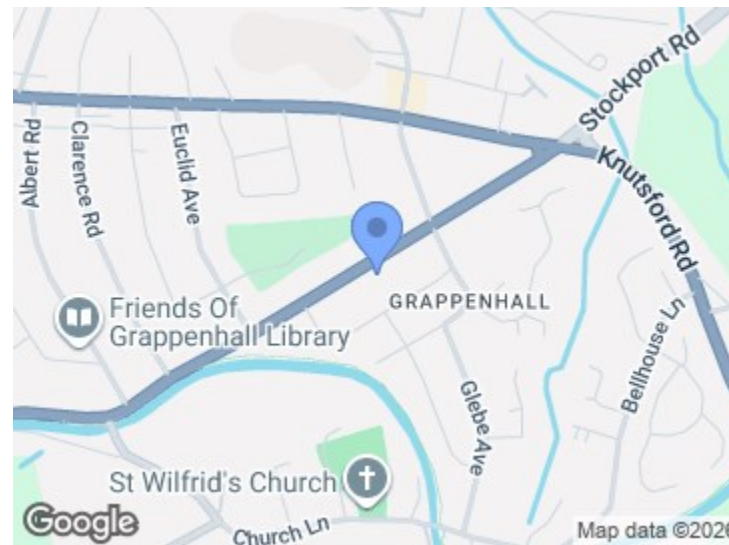 Stockport Rd
Albert Rd
Clarence Rd
Euclid Ave
Knutsford Rd
GRAPPENHALL
Friends Of
Grappenhall Library
Bellhouse Ln
Glebe Ave
St Wilfrid's Church
Church Ln
Google
Map data ©2026